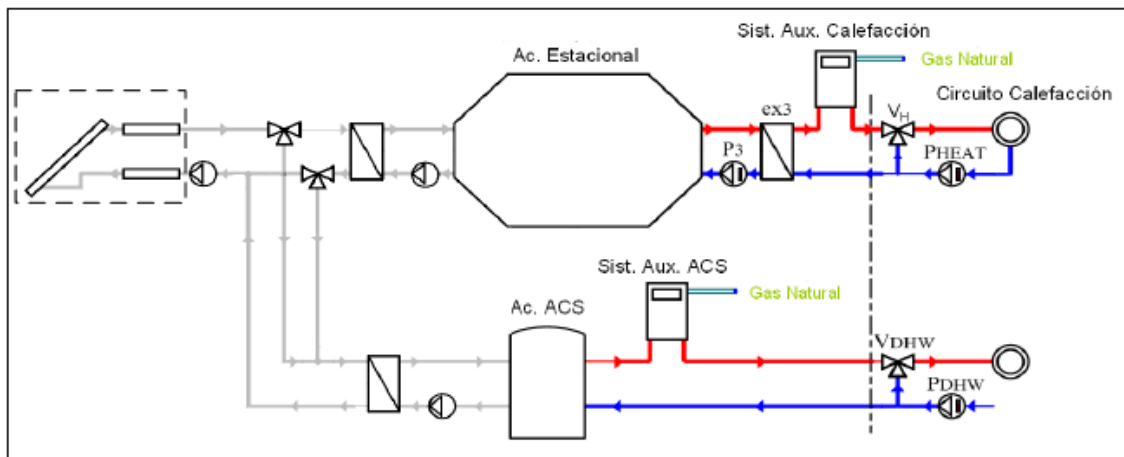 Sist. Aux. Calefacción
Ac. Estacional
Gas Natural
Circuito Calefacción
ex3
VH
P3
PHEAT
Sist. Aux. ACS
Gas Natural
Ac. ACS
VDHW
PDHW